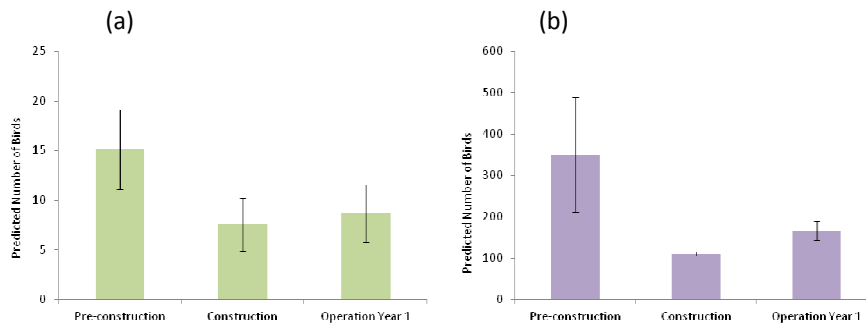 (a)
Predicted Number of Birds
25
20
15
10
5
0
Pre-construction Construction Operation Year 1
(b)
Predicted Number of Birds
600
500
400
300
200
100
0
Pre-construction Construction Operation Year 1